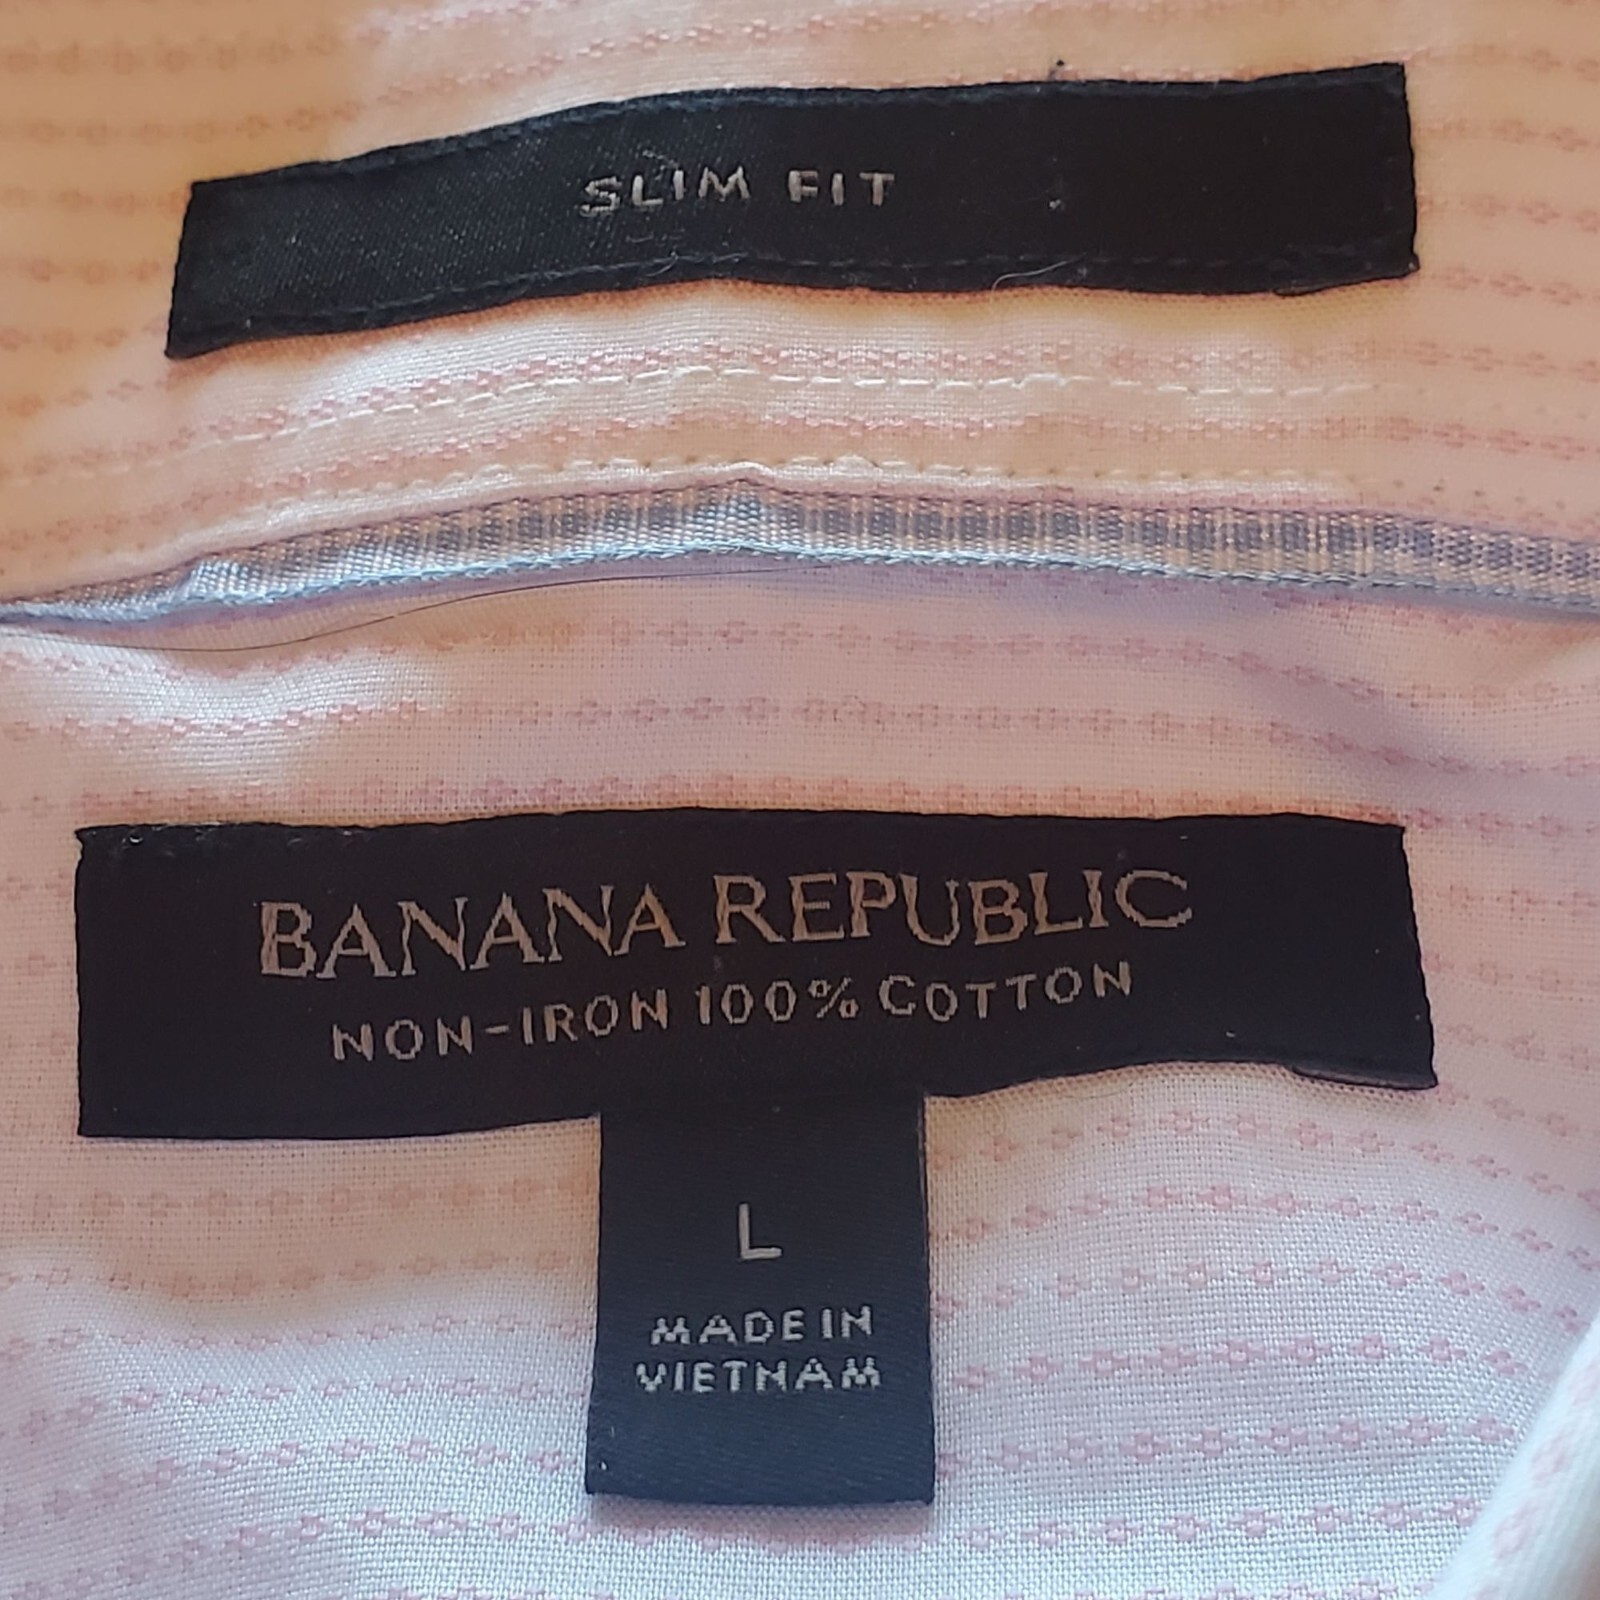 SLIM FIT
BANANA REPUBLIC
NON-IRON 100% COTTON
L
MADE IN
VIETNAM